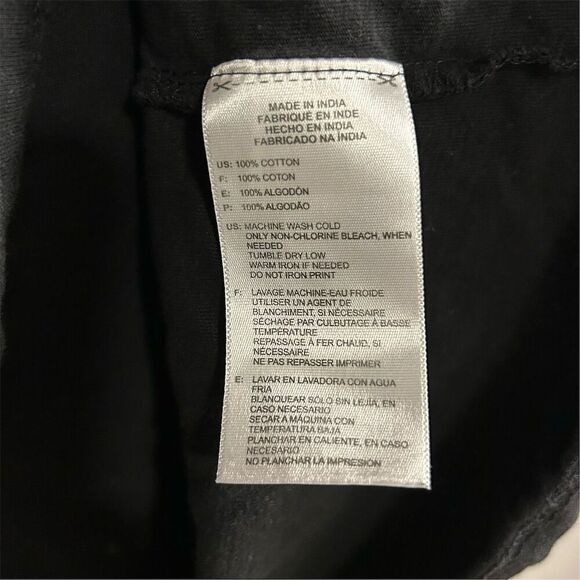 MADE IN INDIA
FABRIQUÉ EN INDE
HECHO EN INDIA
FABRICADO NA ÍNDIA
US: 100% COTTON
F: 100% COTON
E: 100% ALGODÓN
P: 100% ALGODÃO
US: MACHINE WASH COLD
ONLY NON-CHLORINE BLEACH, WHEN
NEEDED
TUMBLE DRY LOW
WARM IRON IF NEEDED
DO NOT IRON PRINT
F: LAVAGE MACHINE-EAU FROIDE
UTILISER UN AGENT DE
BLANCHIMENT, SI NÉCESSAIRE
SÉCHAGE PAR CULBUTAGE À BASSE
TEMPÉRATURE
REPASSAGE À FER CHAUB, SI
NÉCESSAIRE
NE PAS REPASSER IMPRIMER
E: LAVAR EN LAVADORA CON AGUA
FRIA
BLANQUEAR SOLO SIN LEJÍA, EN
CASO NECESARIO
SECAR A MÁQUINA CON
TEMPERATURA BAJA
PLANCHAR EN CALIENTE, EN CASO
NECESARIO
NO PLANCHAR LA IMPRESIÓN